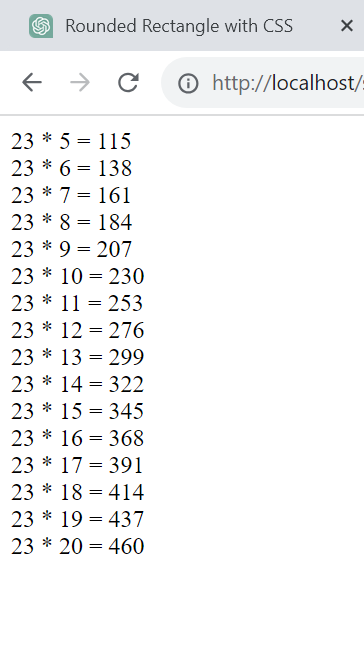 Rounded Rectangle with CSS
http://localhost/
23 * 5 = 115
23 * 6 = 138
23 * 7 = 161
23 * 8 = 184
23 * 9 = 207
23 * 10 = 230
23 * 11 = 253
23 * 12 = 276
23 * 13 = 299
23 * 14 = 322
23 * 15 = 345
23 * 16 = 368
23 * 17 = 391
23 * 18 = 414
23 * 19 = 437
23 * 20 = 460